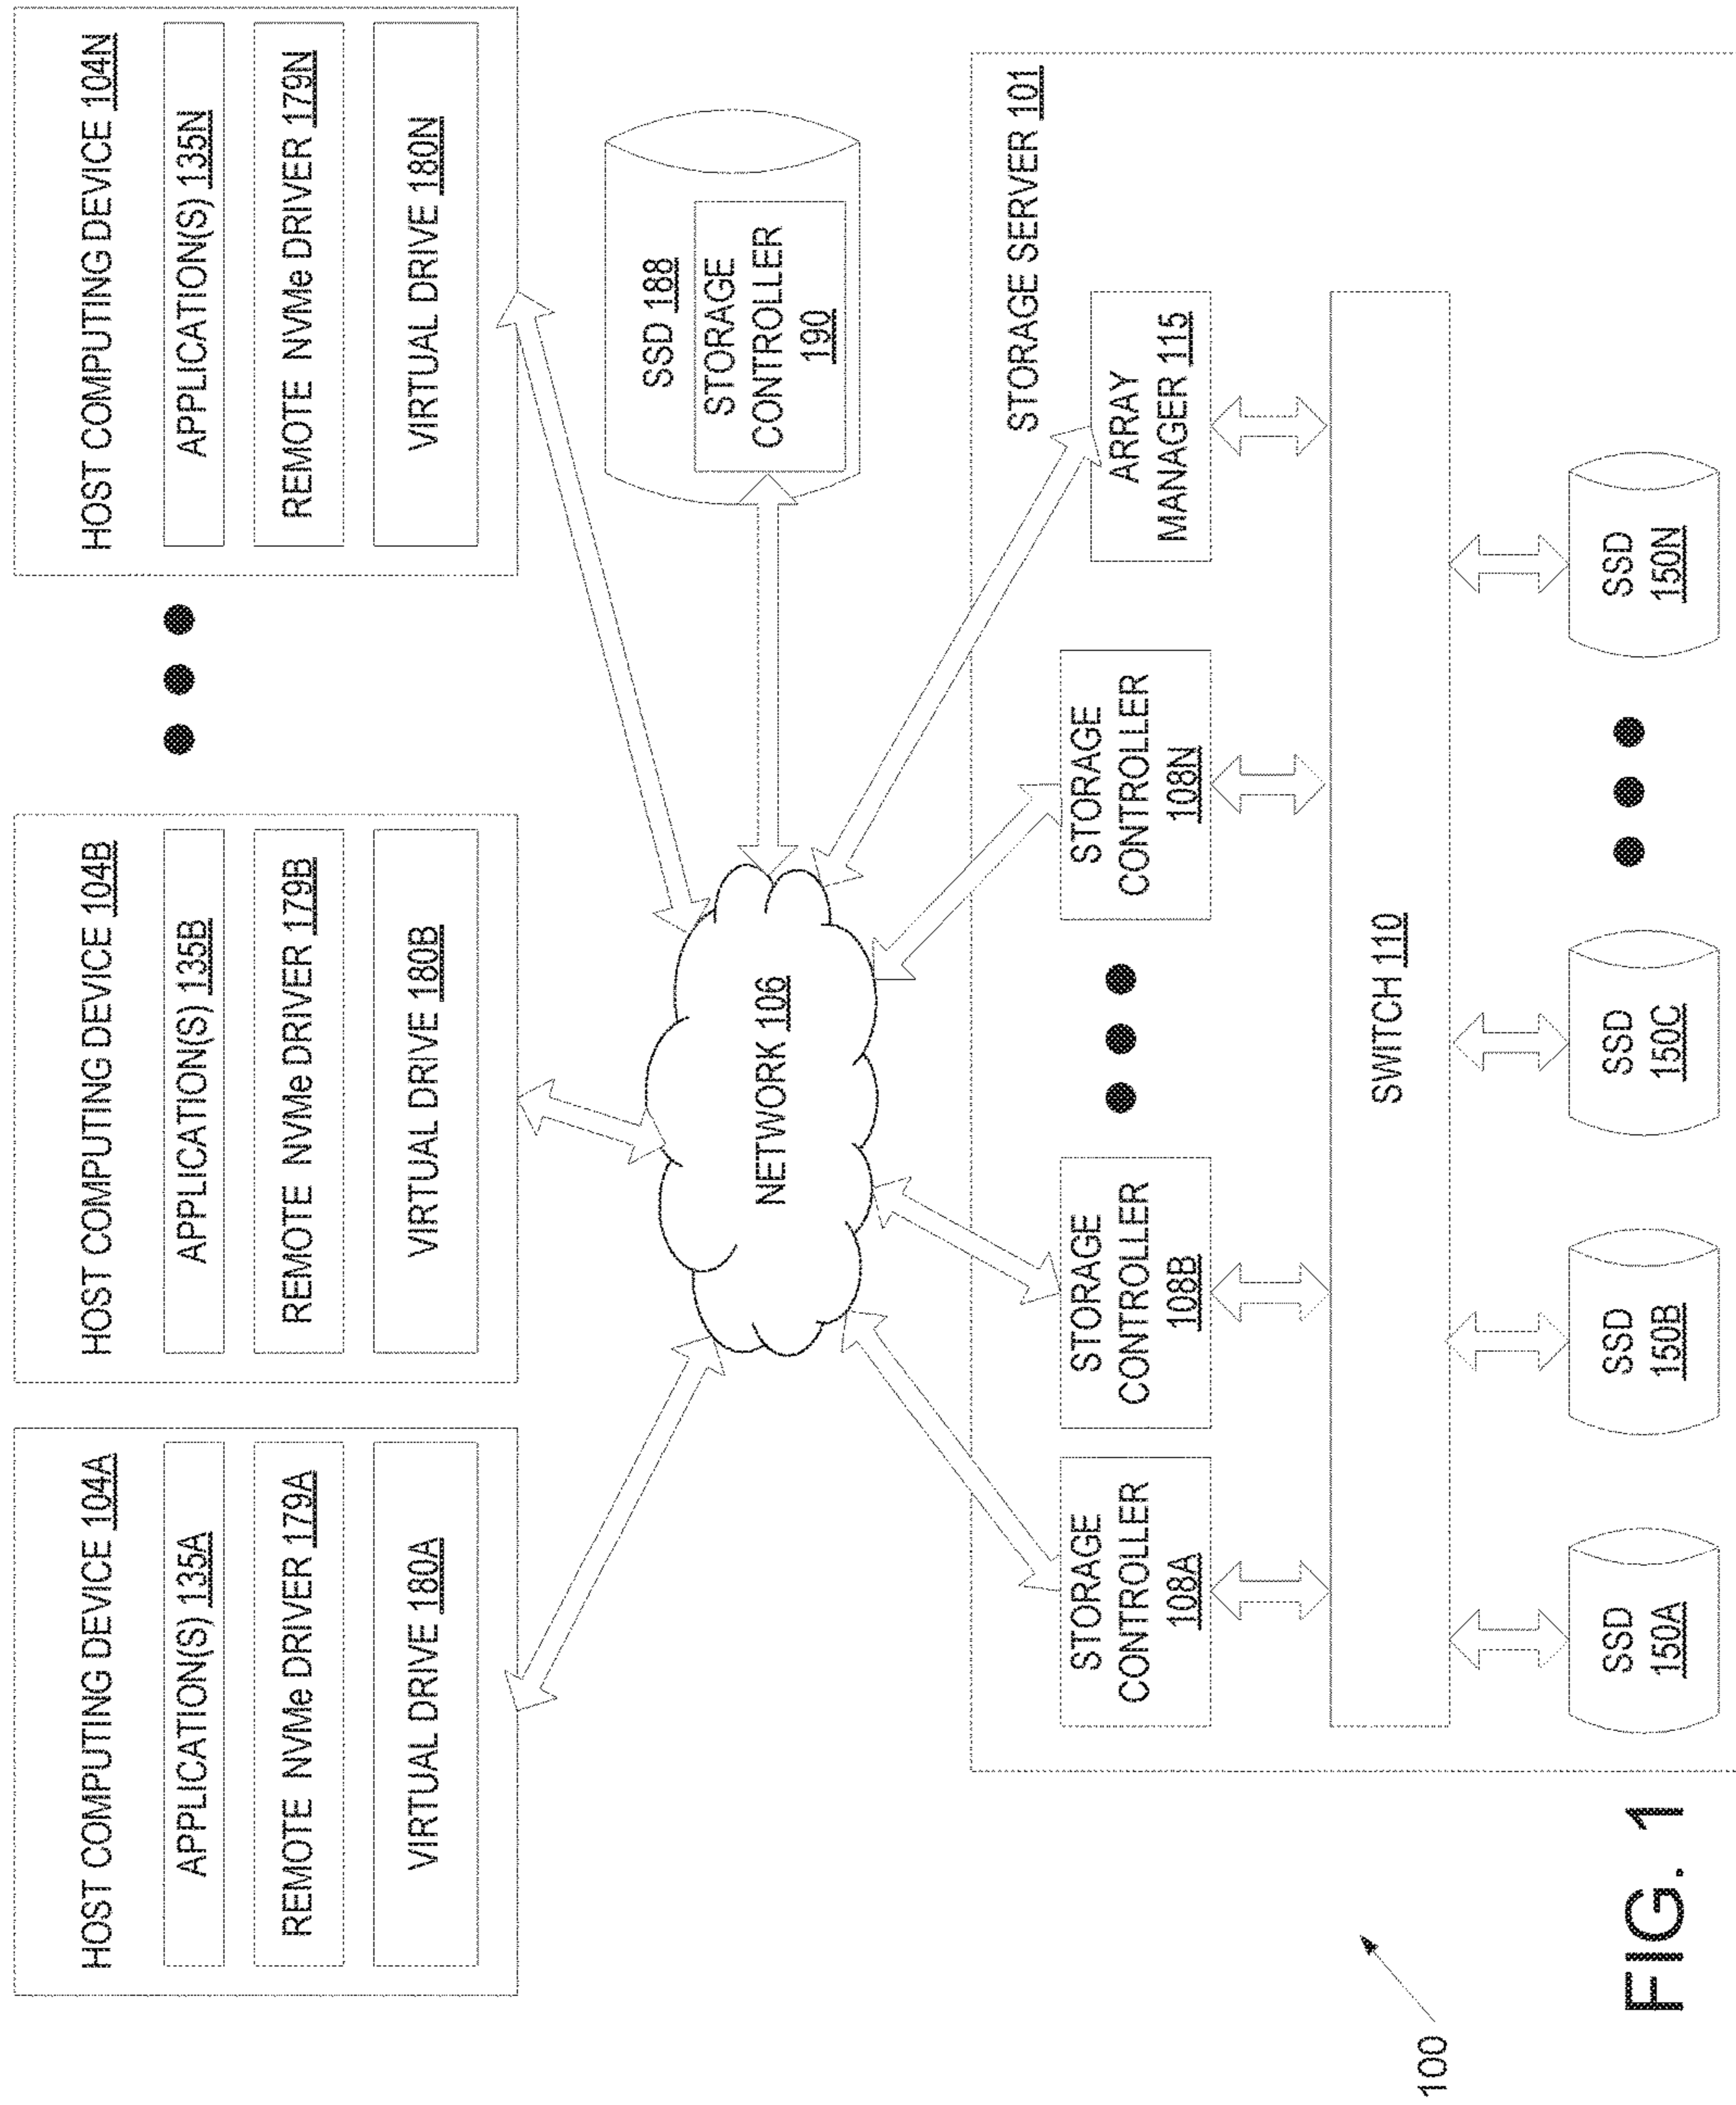 HOST COMPUTING DEVICE 104A
APPLICATION(S) 135A
REMOTE NVMe DRIVER 179A
VIRTUAL DRIVE 180A
HOST COMPUTING DEVICE 104B
APPLICATION(S) 135B
REMOTE NVMe DRIVER 179B
VIRTUAL DRIVE 180B
HOST COMPUTING DEVICE 104N
APPLICATION(S) 135N
REMOTE NVMe DRIVER 179N
VIRTUAL DRIVE 180N
NETWORK 106
SSD 188
STORAGE
CONTROLLER
190
STORAGE SERVER 101
STORAGE
CONTROLLER
108A
STORAGE
CONTROLLER
108B
STORAGE
CONTROLLER
108N
ARRAY
MANAGER 115
SWITCH 110
SSD
150A
SSD
150B
SSD
150C
SSD
150N
100
FIG. 1